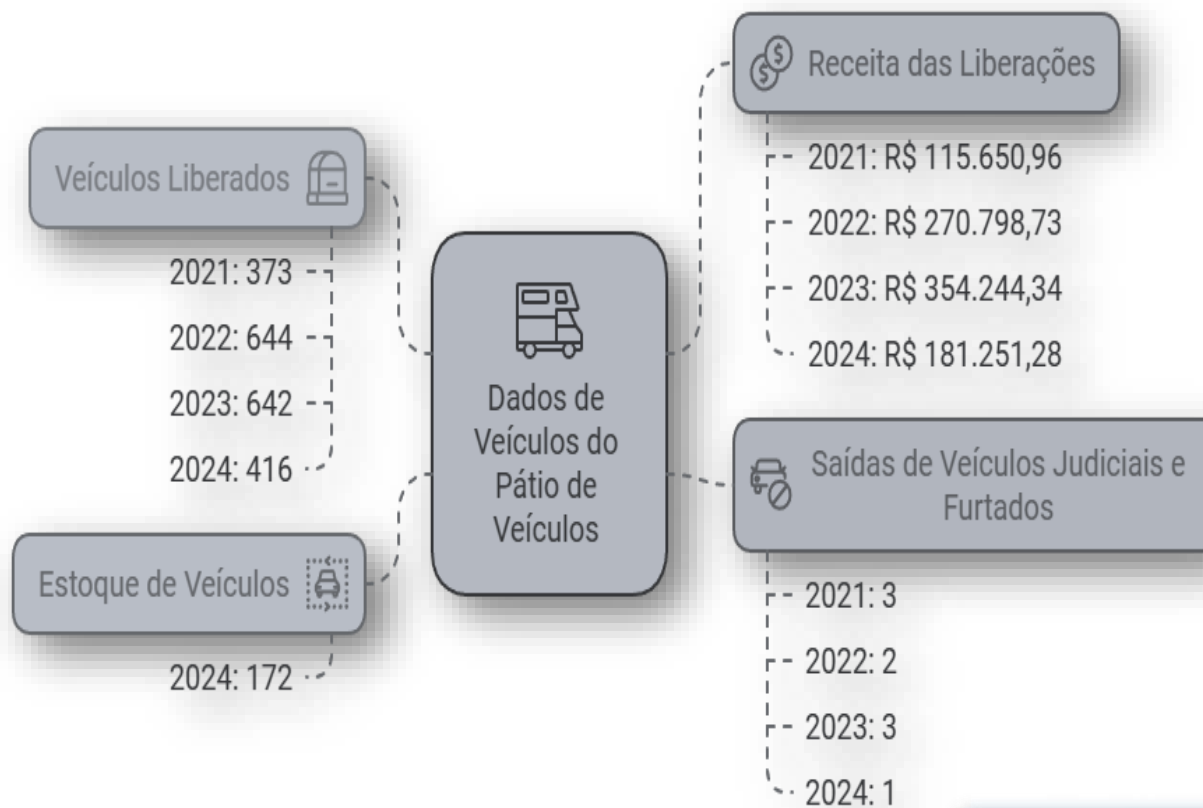 Receita das Liberações
2021: R$ 115.650,96
2022: R$ 270.798,73
2023: R$ 354.244,34
2024: R$ 181.251,28
Veículos Liberados
2021: 373
2022: 644
2023: 642
2024: 416
Dados de
Veículos do
Pátio de
Veículos
Saídas de Veículos Judiciais e
Furtados
2021: 3
2022: 2
2023: 3
2024: 1
Estoque de Veículos
2024: 172